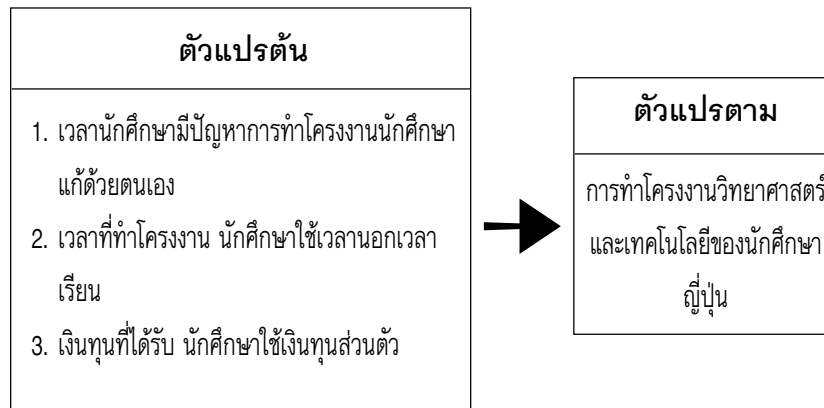 ตัวแปรต้น
1. เวลานักศึกษามีปัญหาการทำโครงงานนักศึกษา
แก้ด้วยตนเอง
2. เวลาที่ทำโครงงาน นักศึกษาใช้เวลานอกเวลา
เรียน
3. เงินทุนที่ได้รับ นักศึกษาใช้เงินทุนส่วนตัว
ตัวแปรตาม
การทำโครงงานวิทยาศาสตร์
และเทคโนโลยีของนักศึกษา
ญี่ปุ่น